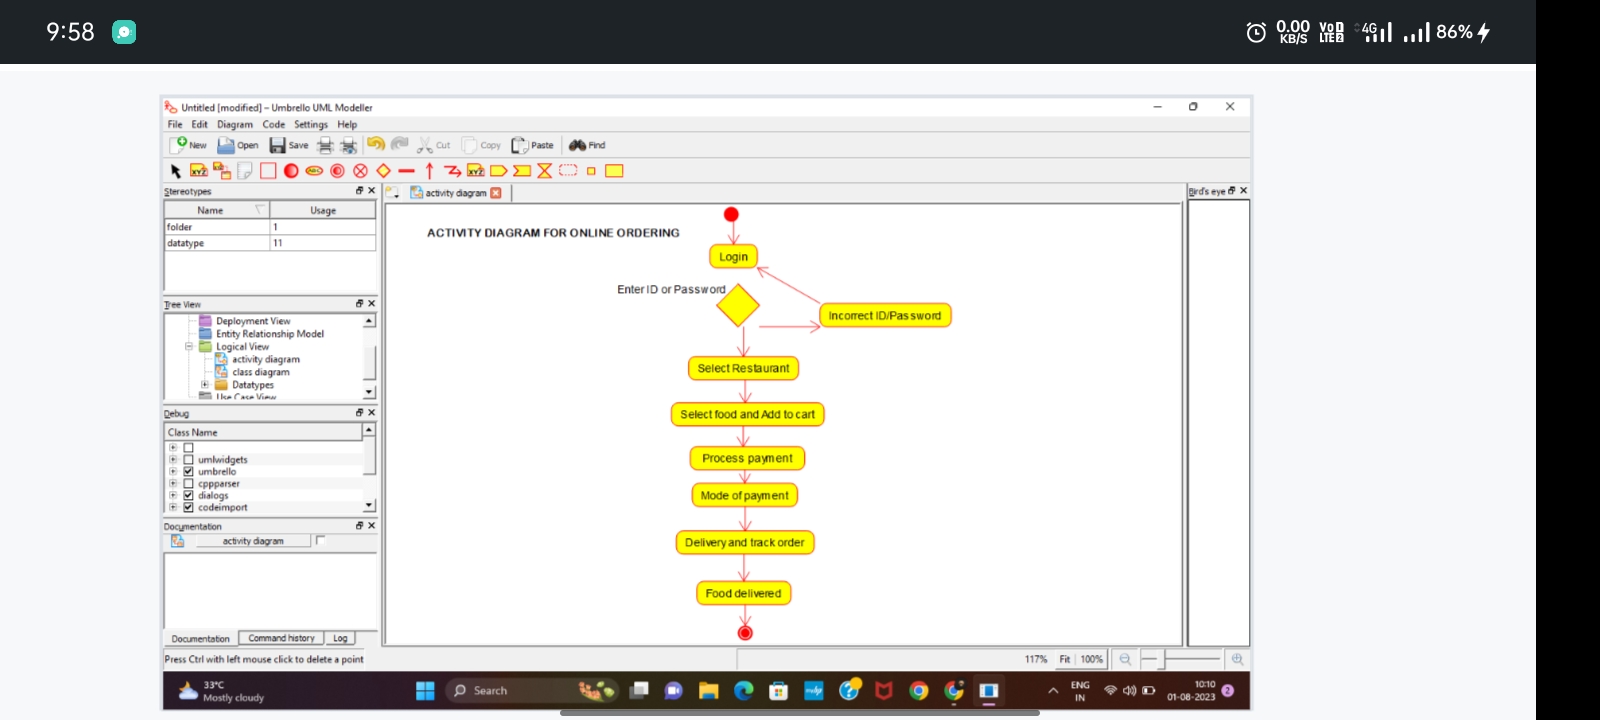 9:58
0.00
KB/S
VoD
LTE2
4G
86%
Untitled [modified] – Umbrello UML Modeller
File Edit Diagram Code Settings Help
New Open Save Cut Copy Paste Find
Stereotypes
Name Usage
folder 1
datatype 11
Tree View
Deployment View
Entity Relationship Model
Logical View
activity diagram
class diagram
Datatypes
Use Case View
Debug
Class Name
umlwidgets
umbrello
cppparser
dialogs
codeimport
Documentation
activity diagram
Documentation Command history Log
Press Ctrl with left mouse click to delete a point
activity diagram
ACTIVITY DIAGRAM FOR ONLINE ORDERING
Login
Enter ID or Password
Incorrect ID/Password
Select Restaurant
Select food and Add to cart
Process payment
Mode of payment
Delivery and track order
Food delivered
Bird's eye
117% Fit 100%
33°C
Mostly cloudy
Search
ENG
IN
10:10
01-08-2023
2